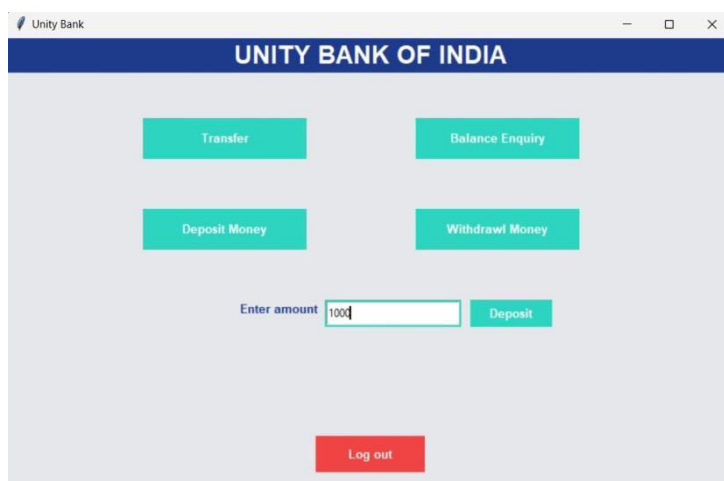 Unity Bank
UNITY BANK OF INDIA
Transfer
Balance Enquiry
Deposit Money
Withdrawl Money
Enter amount 1000 Deposit
Log out